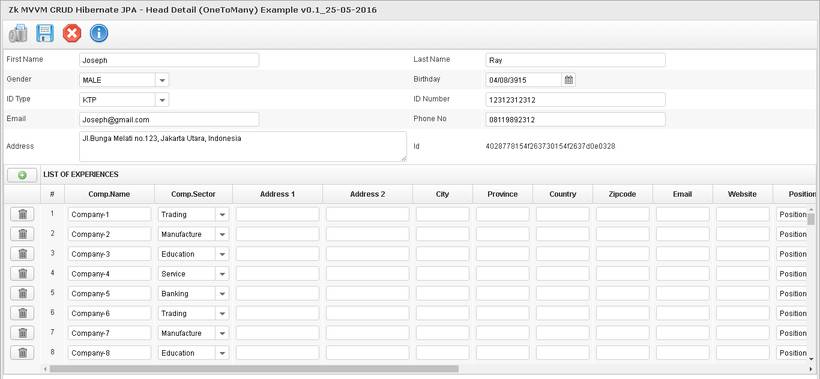 Zk MVVM CRUD Hibernate JPA - Head Detail (OneToMany) Example v0.1_25-05-2016
First Name Joseph Last Name Ray
Gender MALE Birthday 04/08/3915
ID Type KTP ID Number 12312312312
Email Joseph@gmail.com Phone No 08119892312
Address Jl.Bunga Melati no.123, Jakarta Utara, Indonesia Id 4028778154f263730154f2637d0e0328
LIST OF EXPERIENCES
# Comp.Name Comp.Sector Address 1 Address 2 City Province Country Zipcode Email Website Position
1 Company-1 Trading Position
2 Company-2 Manufacture Position
3 Company-3 Education Position
4 Company-4 Service Position
5 Company-5 Banking Position
6 Company-6 Trading Position
7 Company-7 Manufacture Position
8 Company-8 Education Position